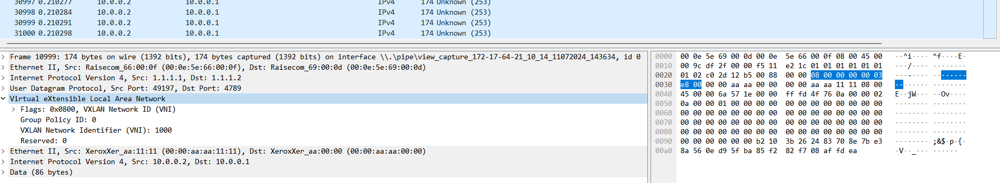 30997 0.210277 10.0.0.2 10.0.0.1 IPv4 174 Unknown (253)
30998 0.210284 10.0.0.2 10.0.0.1 IPv4 174 Unknown (253)
30999 0.210291 10.0.0.2 10.0.0.1 IPv4 174 Unknown (253)
31000 0.210298 10.0.0.2 10.0.0.1 IPv4 174 Unknown (253)
Frame 10999: 174 bytes on wire (1392 bits), 174 bytes captured (1392 bits) on interface \\.\pipe\view_capture_172-17-64-21_10_14_11072024_143634, id 0
Ethernet II, Src: Raisecom_66:00:0f (00:0e:5e:66:00:0f), Dst: Raisecom_69:00:0d (00:0e:5e:69:00:0d)
Internet Protocol Version 4, Src: 1.1.1.1, Dst: 1.1.1.2
User Datagram Protocol, Src Port: 49197, Dst Port: 4789
Virtual eXtensible Local Area Network
Flags: 0x0800, VXLAN Network ID (VNI)
Group Policy ID: 0
VXLAN Network Identifier (VNI): 1000
Reserved: 0
Ethernet II, Src: XeroxXer_aa:11:11 (00:00:aa:aa:11:11), Dst: XeroxXer_aa:00:00 (00:00:aa:aa:00:00)
Internet Protocol Version 4, Src: 10.0.0.2, Dst: 10.0.0.1
Data (86 bytes)
0000 00 0e 5e 69 00 0d 00 0e 5e 66 00 0f 08 00 45 00 ··^i···· ^f····E·
0010 00 9c df 2f 00 00 f5 11 e2 1c 01 01 01 01 01 01 ···/···· ········
0020 01 02 c0 2d 12 b5 00 88 00 00 08 00 00 00 00 03 ···-···· ········
0030 e8 00 00 00 aa aa 00 00 00 00 aa aa 11 11 08 00 ········ ········
0040 45 00 00 6a 57 1e 00 00 ff fd 4f 76 0a 00 00 02 E··jW··· ··Ov····
0050 0a 00 00 01 00 00 00 00 00 00 00 00 00 00 00 00 ········ ········
0060 00 00 00 00 00 00 00 00 00 00 00 00 00 00 00 00 ········ ········
0070 00 00 00 00 00 00 00 00 00 00 00 00 00 00 00 00 ········ ········
0080 00 00 00 00 00 00 00 00 00 00 00 00 00 00 00 00 ········ ········
0090 00 00 00 00 00 00 b2 10 3b 26 24 83 70 8e 7b e3 ········ ;&$·p·{·
00a0 8a 56 0e d9 5f ba 85 f2 82 f7 08 af fd ea ·V··_··· ······